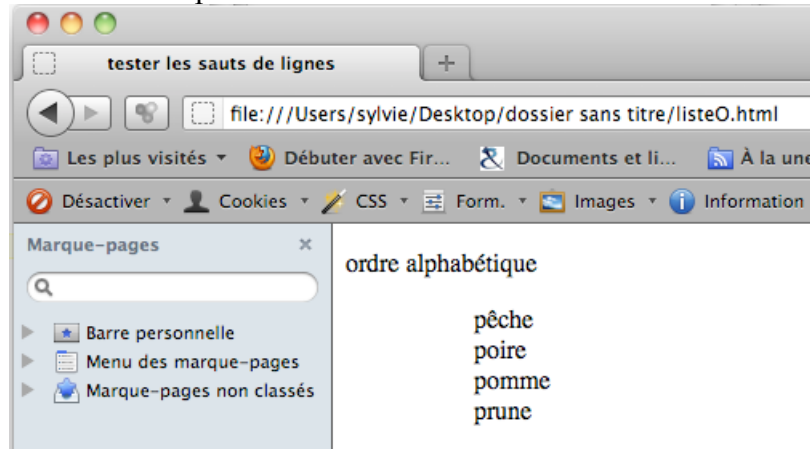 tester les sauts de lignes
file:///Users/sylvie/Desktop/dossier sans titre/listeO.html
Les plus visités Débuter avec Fir... Documents et li... À la une
Désactiver Cookies CSS Form. Images Information
Marque-pages
ordre alphabétique
Barre personnelle
Menu des marque-pages
Marque-pages non classés
pêche
poire
pomme
prune